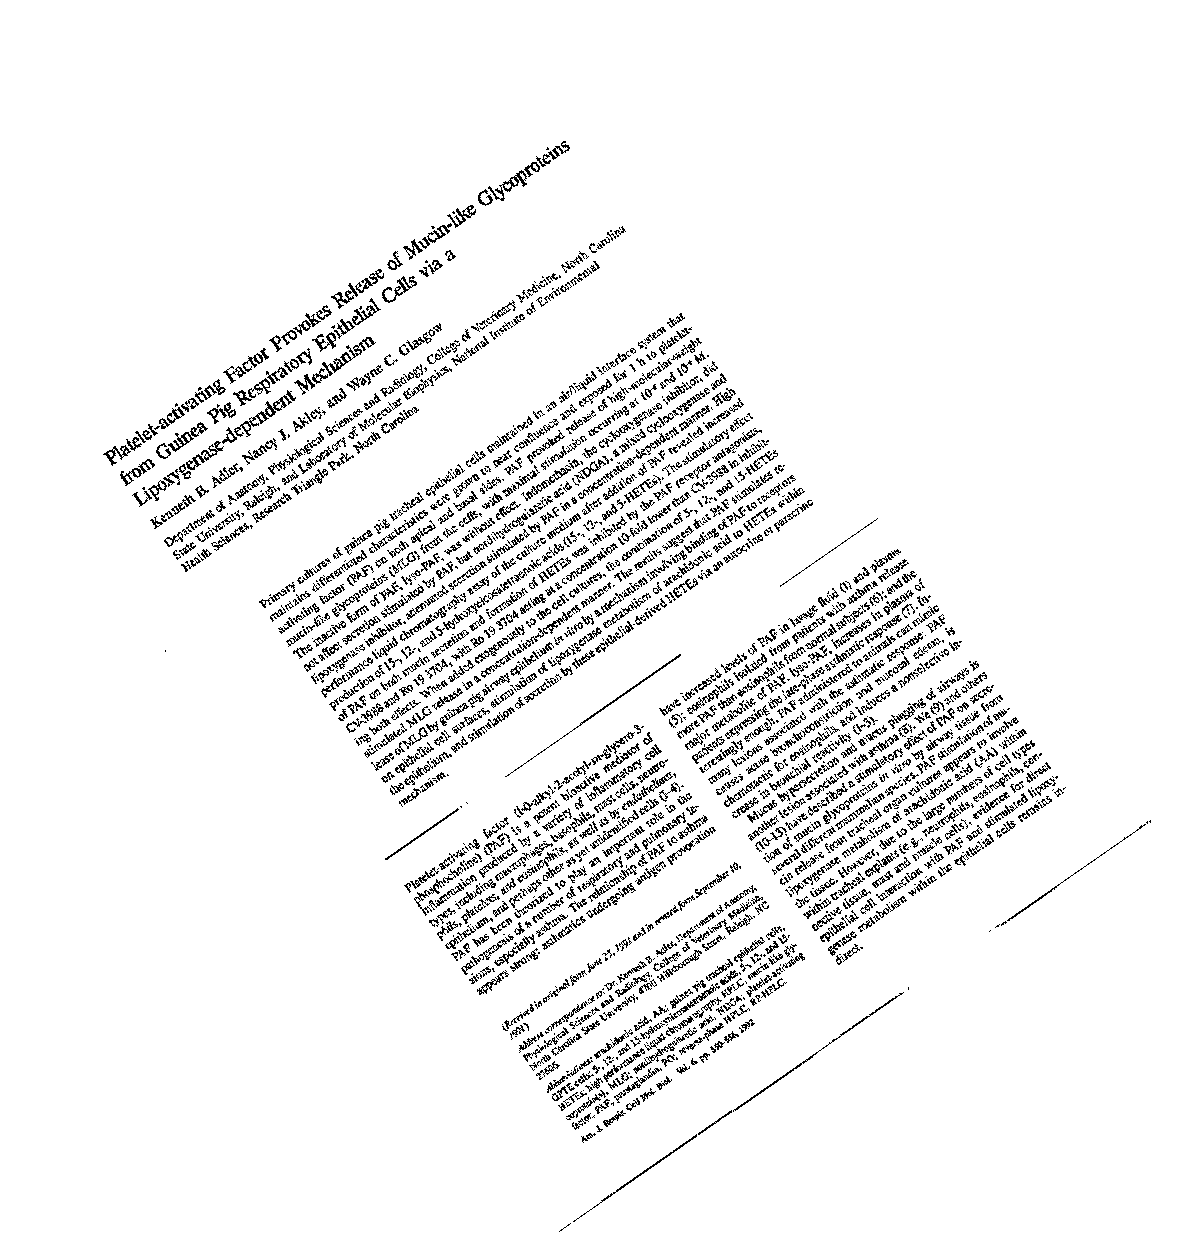 Platelet-activating Factor Provokes Release of Mucin-like Glycoproteins
from Guinea Pig Respiratory Epithelial Cells via a
Lipoxygenase-dependent Mechanism
Kenneth B. Adler, Nancy J. Akley, and Wayne C. Glasgow
Department of Anatomy, Physiological Sciences and Radiology, College of Veterinary Medicine, North Carolina
State University, Raleigh, and Laboratory of Molecular Biophysics, National Institute of Environmental
Health Sciences, Research Triangle Park, North Carolina
Primary cultures of guinea pig tracheal epithelial cells maintained in an air/liquid interface system that
maintains differentiated characteristics were grown to near confluence and exposed for 1 h to platelet-
activating factor (PAF) on both apical and basal sides. PAF provoked release of high-molecular-weight
mucin-like glycoproteins (MLG) from the cells, with maximal stimulation occurring at
The inactive form of PAF, lyso-PAF, was without effect. Indomethacin, the cyclooxygenase inhibitor, did
not affect secretion stimulated by PAF, but nordihydroguaiaretic acid (NDGA), a mixed cyclooxygenase and
lipoxygenase inhibitor, attenuated secretion stimulated by PAF in a concentration-dependent manner. High
performance liquid chromatography assay of the culture medium after addition of PAF revealed increased
production of 15-, 12-, and 5-hydroxyeicosatetraenoic acids (15-, 12-, and 5-HETEs). The stimulatory effect
of PAF on both mucin secretion and formation of HETEs was inhibited by the PAF receptor antagonists,
CV-3988 and Ro 19 3704, with Ro 19 3704 acting at a concentration 10-fold lower than CV-3988 in inhibit-
ing both effects. When added exogenously to the cell cultures, the combination of 5-, 12-, and 15-HETEs
stimulated MLG release in a concentration-dependent manner. The results suggest that PAF stimulates re-
lease of MLG by guinea pig airway epithelium in vitro by a mechanism involving binding of PAF to receptors
on epithelial cell surfaces, stimulation of lipoxygenase metabolism of arachidonic acid to HETEs within
the epithelium, and stimulation of secretion by these epithelial-derived HETEs via an autocrine or paracrine
mechanism.
Platelet-activating factor (1-0-alkyl-2-acetyl-sn-glycero-3-
phosphocholine) (PAF) is a potent bioactive mediator of
inflammation produced by a variety of inflammatory cell
types, including macrophages, basophils, mast cells, neutro-
phils, platelets, and eosinophils, as well as by endothelium,
epithelium, and perhaps other as yet unidentified cells (1-4).
PAF has been theorized to play an important role in the
pathogenesis of a number of respiratory and pulmonary le-
sions, especially asthma. The relationship of PAF to asthma
appears strong: asthmatics undergoing antigen provocation
(Received in original form June 25, 1991 and in revised form September 10,
1991)
Address correspondence to: Dr. Kenneth B. Adler, Department of Anatomy,
Physiological Sciences and Radiology, College of Veterinary Medicine,
North Carolina State University, 4700 Hillsborough Street, Raleigh, NC
27606.
Abbreviations: arachidonic acid, AA; guinea pig tracheal epithelial cells,
GPTE cells; 5-, 12-, and 15-hydroxyeicosatetraenoic acids, 5-, 12-, and 15-
HETEs; high performance liquid chromatography, HPLC; mucin-like gly-
coprotein(s), MLG; nordihydroguaiaretic acid, NDGA; platelet-activating
factor, PAF; prostaglandin, PG; reverse-phase HPLC, RP-HPLC.
Am. J. Respir. Cell Mol. Biol. Vol. 6. pp. 550-556, 1992
have increased levels of PAF in lavage fluid (1) and plasma
(5); eosinophils isolated from patients with asthma release
more PAF than eosinophils from normal subjects (6); and the
major metabolite of PAF, lyso-PAF, increases in plasma of
patients expressing the late-phase asthmatic response (7). In-
terestingly enough, PAF administered to animals can mimic
many lesions associated with the asthmatic response. PAF
causes acute bronchoconstriction and mucosal edema, is
chemotactic for eosinophils, and induces a nonselective in-
crease in bronchial reactivity (1-3).
Mucus hypersecretion and mucus plugging of airways is
another lesion associated with asthma (8). We (9) and others
(10-13) have described a stimulatory effect of PAF on secre-
tion of mucin glycoproteins in vitro by airway tissue from
several different mammalian species. PAF stimulation of mu-
cin release from tracheal organ cultures appears to involve
lipoxygenase metabolism of arachidonic acid (AA) within
the tissue. However, due to the large numbers of cell types
within tracheal explants (e.g., neutrophils, eosinophils, con-
nective tissue, mast and muscle cells), evidence for direct
epithelial cell interaction with PAF and stimulated lipoxy-
genase metabolism within the epithelial cells remains in-
direct.